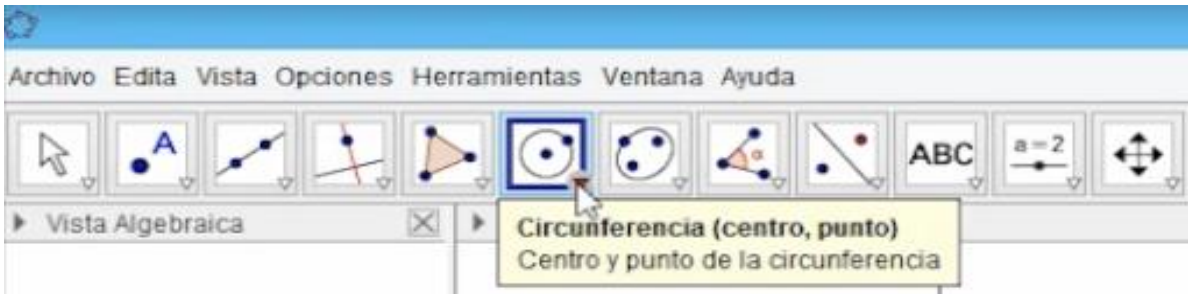 Archivo Edita Vista Opciones Herramientas Ventana Ayuda
A
α
ABC
a=2
Vista Algebraica
Circunferencia (centro, punto)
Centro y punto de la circunferencia